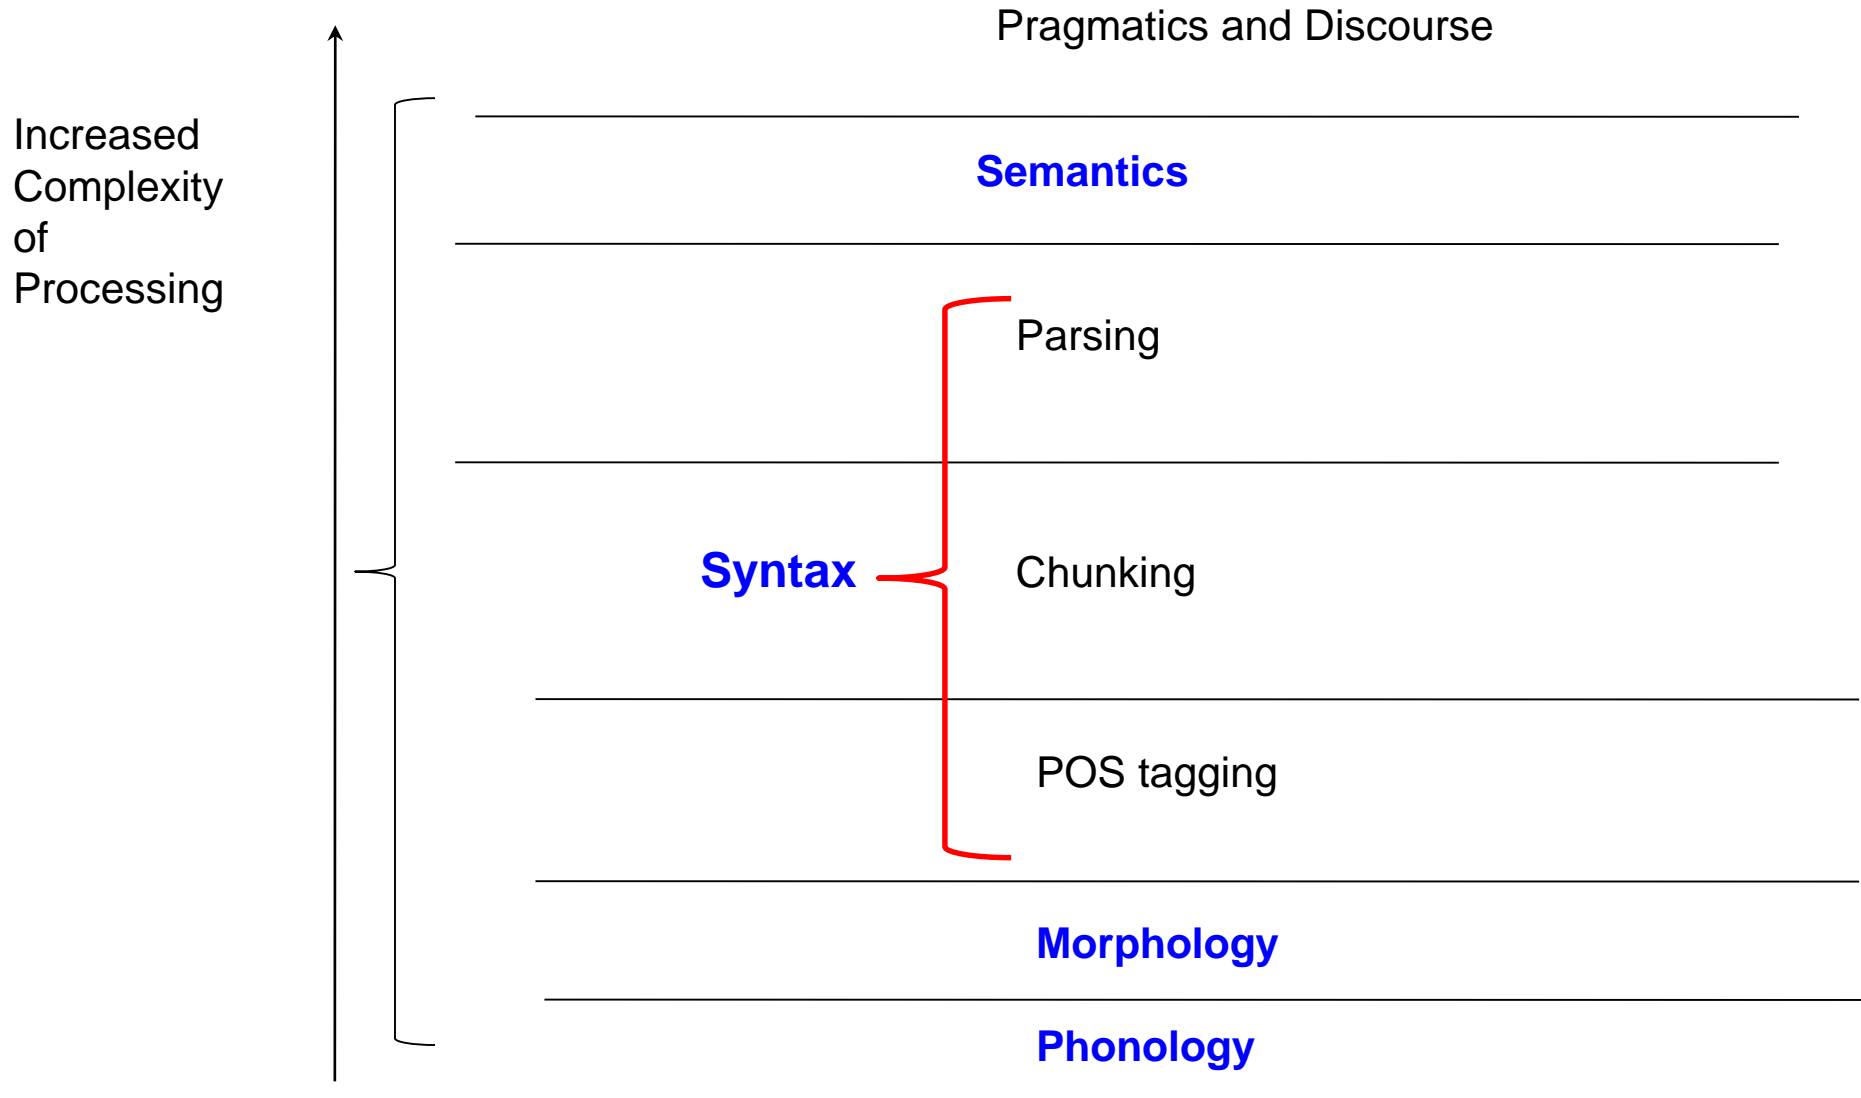 Pragmatics and Discourse
Increased
Complexity
of
Processing
Semantics
Parsing
Syntax
Chunking
POS tagging
Morphology
Phonology